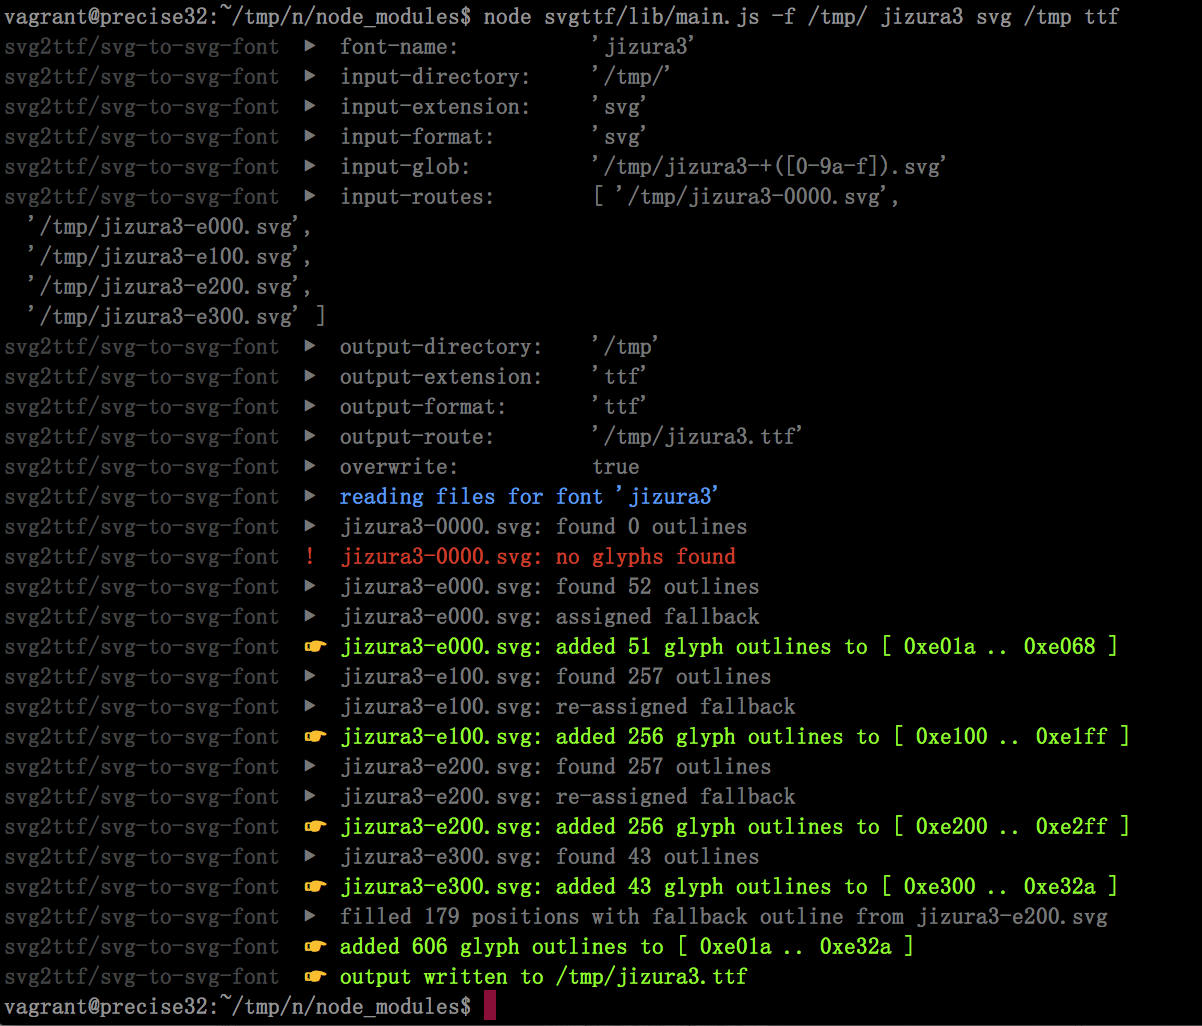 vagrant@precise32:~/tmp/n/node_modules$ node svgttf/lib/main.js -f /tmp/ jizura3 svg /tmp ttf
svg2ttf/svg-to-svg-font ▶ font-name: 'jizura3'
svg2ttf/svg-to-svg-font ▶ input-directory: '/tmp/'
svg2ttf/svg-to-svg-font ▶ input-extension: 'svg'
svg2ttf/svg-to-svg-font ▶ input-format: 'svg'
svg2ttf/svg-to-svg-font ▶ input-glob: '/tmp/jizura3-+([0-9a-f]).svg'
svg2ttf/svg-to-svg-font ▶ input-routes: [ '/tmp/jizura3-0000.svg',
'/tmp/jizura3-e000.svg',
'/tmp/jizura3-e100.svg',
'/tmp/jizura3-e200.svg',
'/tmp/jizura3-e300.svg' ]
svg2ttf/svg-to-svg-font ▶ output-directory: '/tmp'
svg2ttf/svg-to-svg-font ▶ output-extension: 'ttf'
svg2ttf/svg-to-svg-font ▶ output-format: 'ttf'
svg2ttf/svg-to-svg-font ▶ output-route: '/tmp/jizura3.ttf'
svg2ttf/svg-to-svg-font ▶ overwrite: true
svg2ttf/svg-to-svg-font ▶ reading files for font 'jizura3'
svg2ttf/svg-to-svg-font ▶ jizura3-0000.svg: found 0 outlines
svg2ttf/svg-to-svg-font ! jizura3-0000.svg: no glyphs found
svg2ttf/svg-to-svg-font ▶ jizura3-e000.svg: found 52 outlines
svg2ttf/svg-to-svg-font ▶ jizura3-e000.svg: assigned fallback
svg2ttf/svg-to-svg-font 👉 jizura3-e000.svg: added 51 glyph outlines to [ 0xe01a .. 0xe068 ]
svg2ttf/svg-to-svg-font ▶ jizura3-e100.svg: found 257 outlines
svg2ttf/svg-to-svg-font ▶ jizura3-e100.svg: re-assigned fallback
svg2ttf/svg-to-svg-font 👉 jizura3-e100.svg: added 256 glyph outlines to [ 0xe100 .. 0xe1ff ]
svg2ttf/svg-to-svg-font ▶ jizura3-e200.svg: found 257 outlines
svg2ttf/svg-to-svg-font ▶ jizura3-e200.svg: re-assigned fallback
svg2ttf/svg-to-svg-font 👉 jizura3-e200.svg: added 256 glyph outlines to [ 0xe200 .. 0xe2ff ]
svg2ttf/svg-to-svg-font ▶ jizura3-e300.svg: found 43 outlines
svg2ttf/svg-to-svg-font 👉 jizura3-e300.svg: added 43 glyph outlines to [ 0xe300 .. 0xe32a ]
svg2ttf/svg-to-svg-font ▶ filled 179 positions with fallback outline from jizura3-e200.svg
svg2ttf/svg-to-svg-font 👉 added 606 glyph outlines to [ 0xe01a .. 0xe32a ]
svg2ttf/svg-to-svg-font 👉 output written to /tmp/jizura3.ttf
vagrant@precise32:~/tmp/n/node_modules$